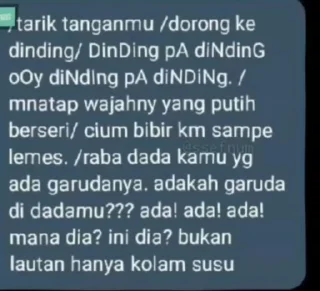 /tarik tanganmu /dorong ke
dinding/ DinDing pA diNdinG
oOy diNdIng pA diNDiNg. /
mnatap wajahny yang putih
berseri/ cium bibir km sampe
lemes. /raba dada kamu yg
ada garudanya. adakah garuda
di dadamu??? ada! ada! ada!
mana dia? ini dia? bukan
lautan hanya kolam susu